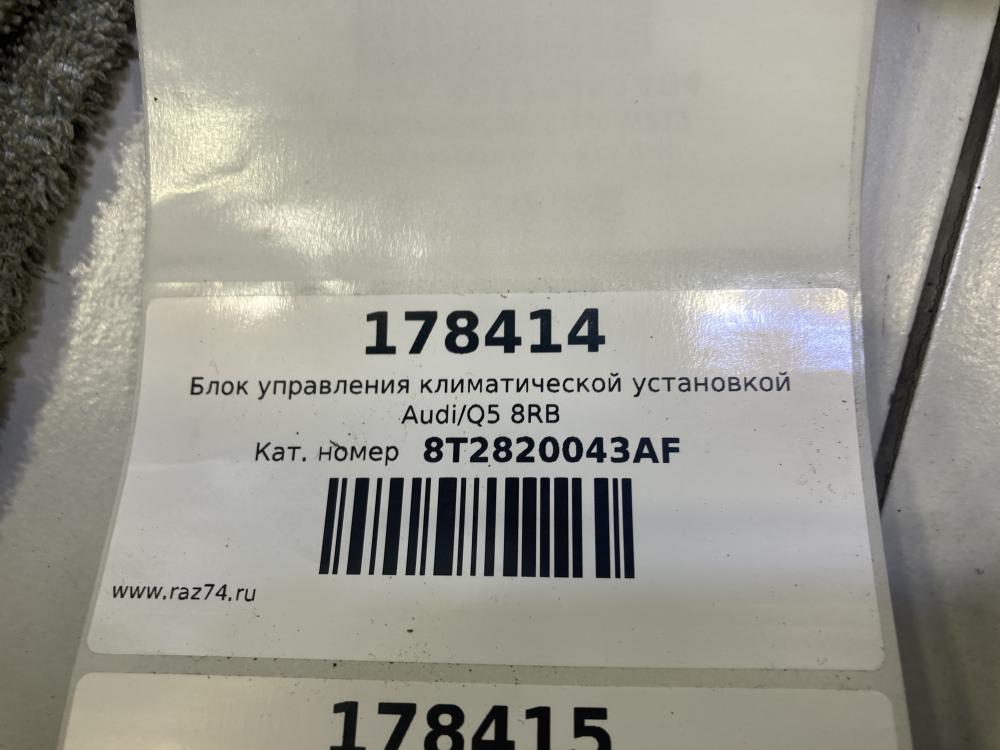 178414
Блок управления климатической установкой
Audi/Q5 8RB
Кат. номер 8T2820043AF
www.raz74.ru
178415